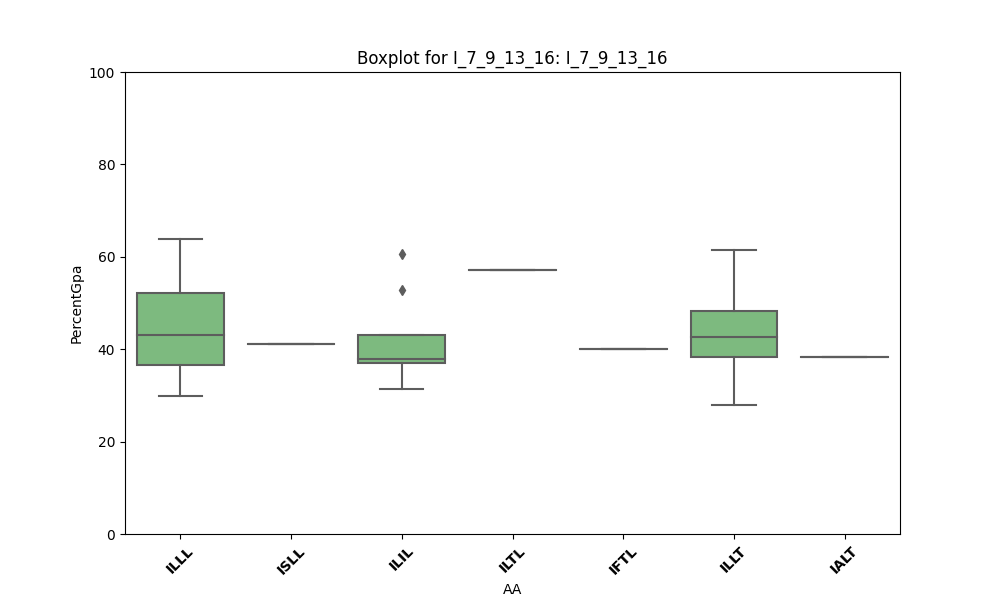 Boxplot for I_7_9_13_16: I_7_9_13_16
100
80
60
40
20
0
PercentGpa
ILLL
ISLL
ILIL
ILTL
IFTL
ILLT
IALT
AA